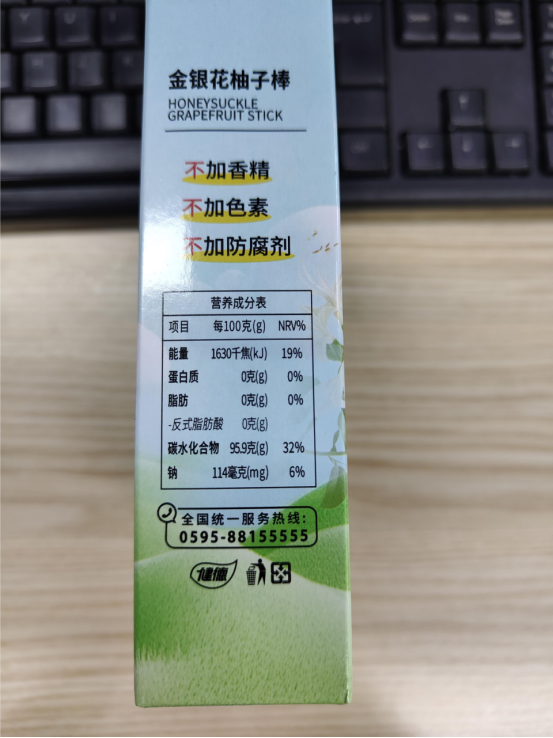 金银花柚子棒
HONEYSUCKLE
GRAPEFRUIT STICK
不加香精
不加色素
不加防腐剂
营养成分表
项目 每100克(g) NRV%
能量 1630千焦(kJ) 19%
蛋白质 0克(g) 0%
脂肪 0克(g) 0%
-反式脂肪酸 0克(g)
碳水化合物 95.9克(g) 32%
钠 114毫克(mg) 6%
全国统一服务热线:
0595-88155555
健德